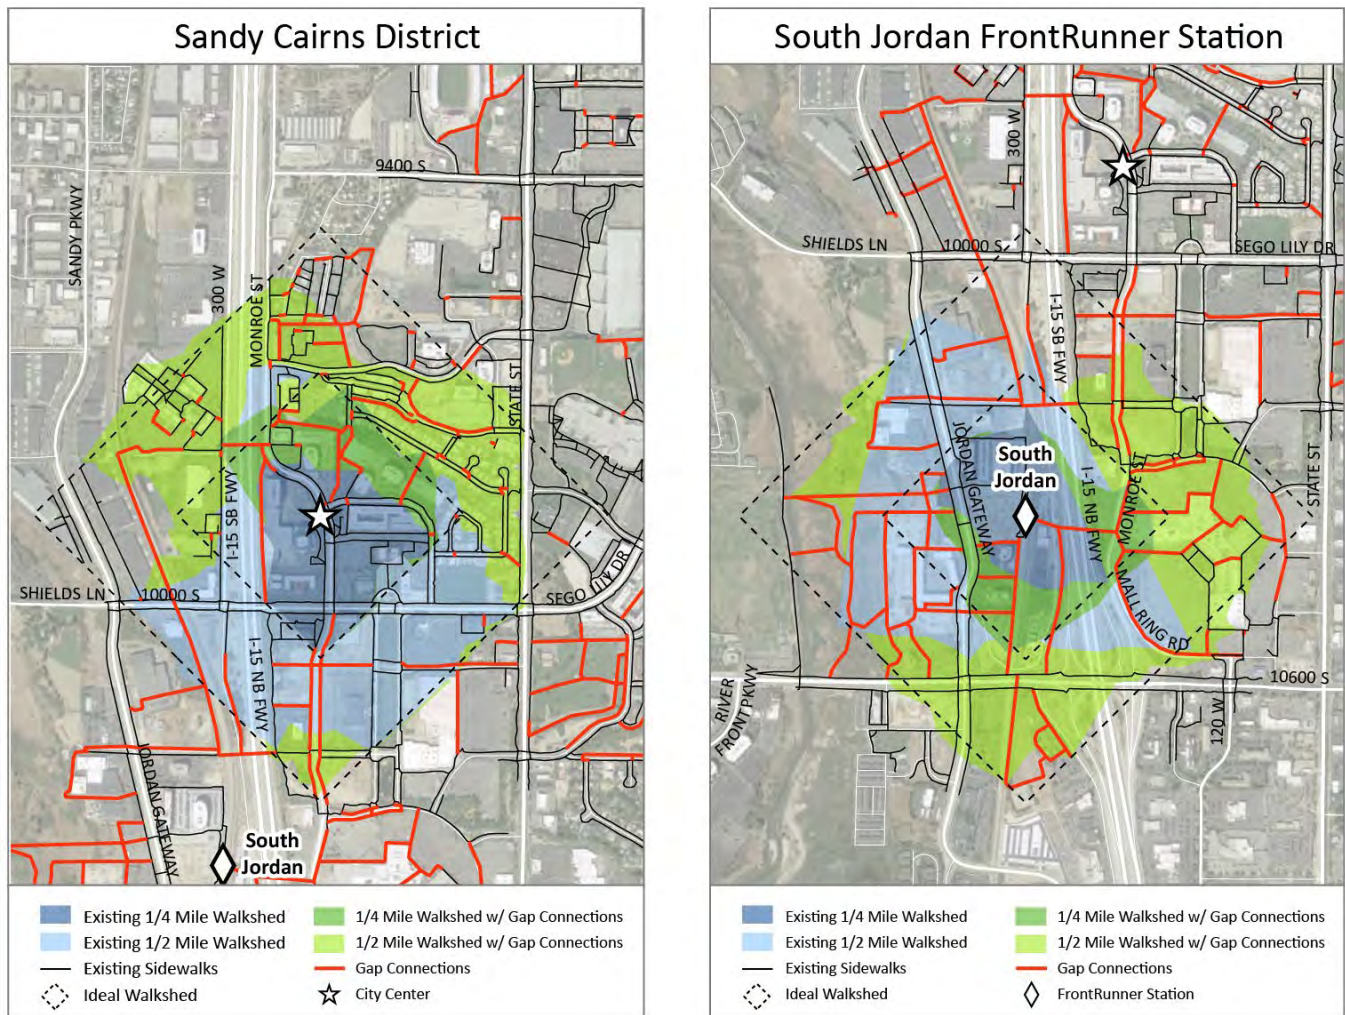 Sandy Cairns District
9400 S
SANDY PKWY
300 W
MONROE ST
STATE ST
I-15 SB FWY
SHIELDS LN
10000 S
SEGO LILY DR
I-15 NB FWY
JORDAN GATEWAY
South
Jordan
Existing 1/4 Mile Walkshed
Existing 1/2 Mile Walkshed
Existing Sidewalks
Ideal Walkshed
1/4 Mile Walkshed w/ Gap Connections
1/2 Mile Walkshed w/ Gap Connections
Gap Connections
City Center
South Jordan FrontRunner Station
300 W
SHIELDS LN
10000 S
SEGO LILY DR
I-15 SB FWY
JORDAN GATEWAY
South
Jordan
I-15 NB FWY
MONROE ST
STATE ST
MALL RING RD
10600 S
RIVER
FRONT PKWY
120 W
Existing 1/4 Mile Walkshed
Existing 1/2 Mile Walkshed
Existing Sidewalks
Ideal Walkshed
1/4 Mile Walkshed w/ Gap Connections
1/2 Mile Walkshed w/ Gap Connections
Gap Connections
FrontRunner Station